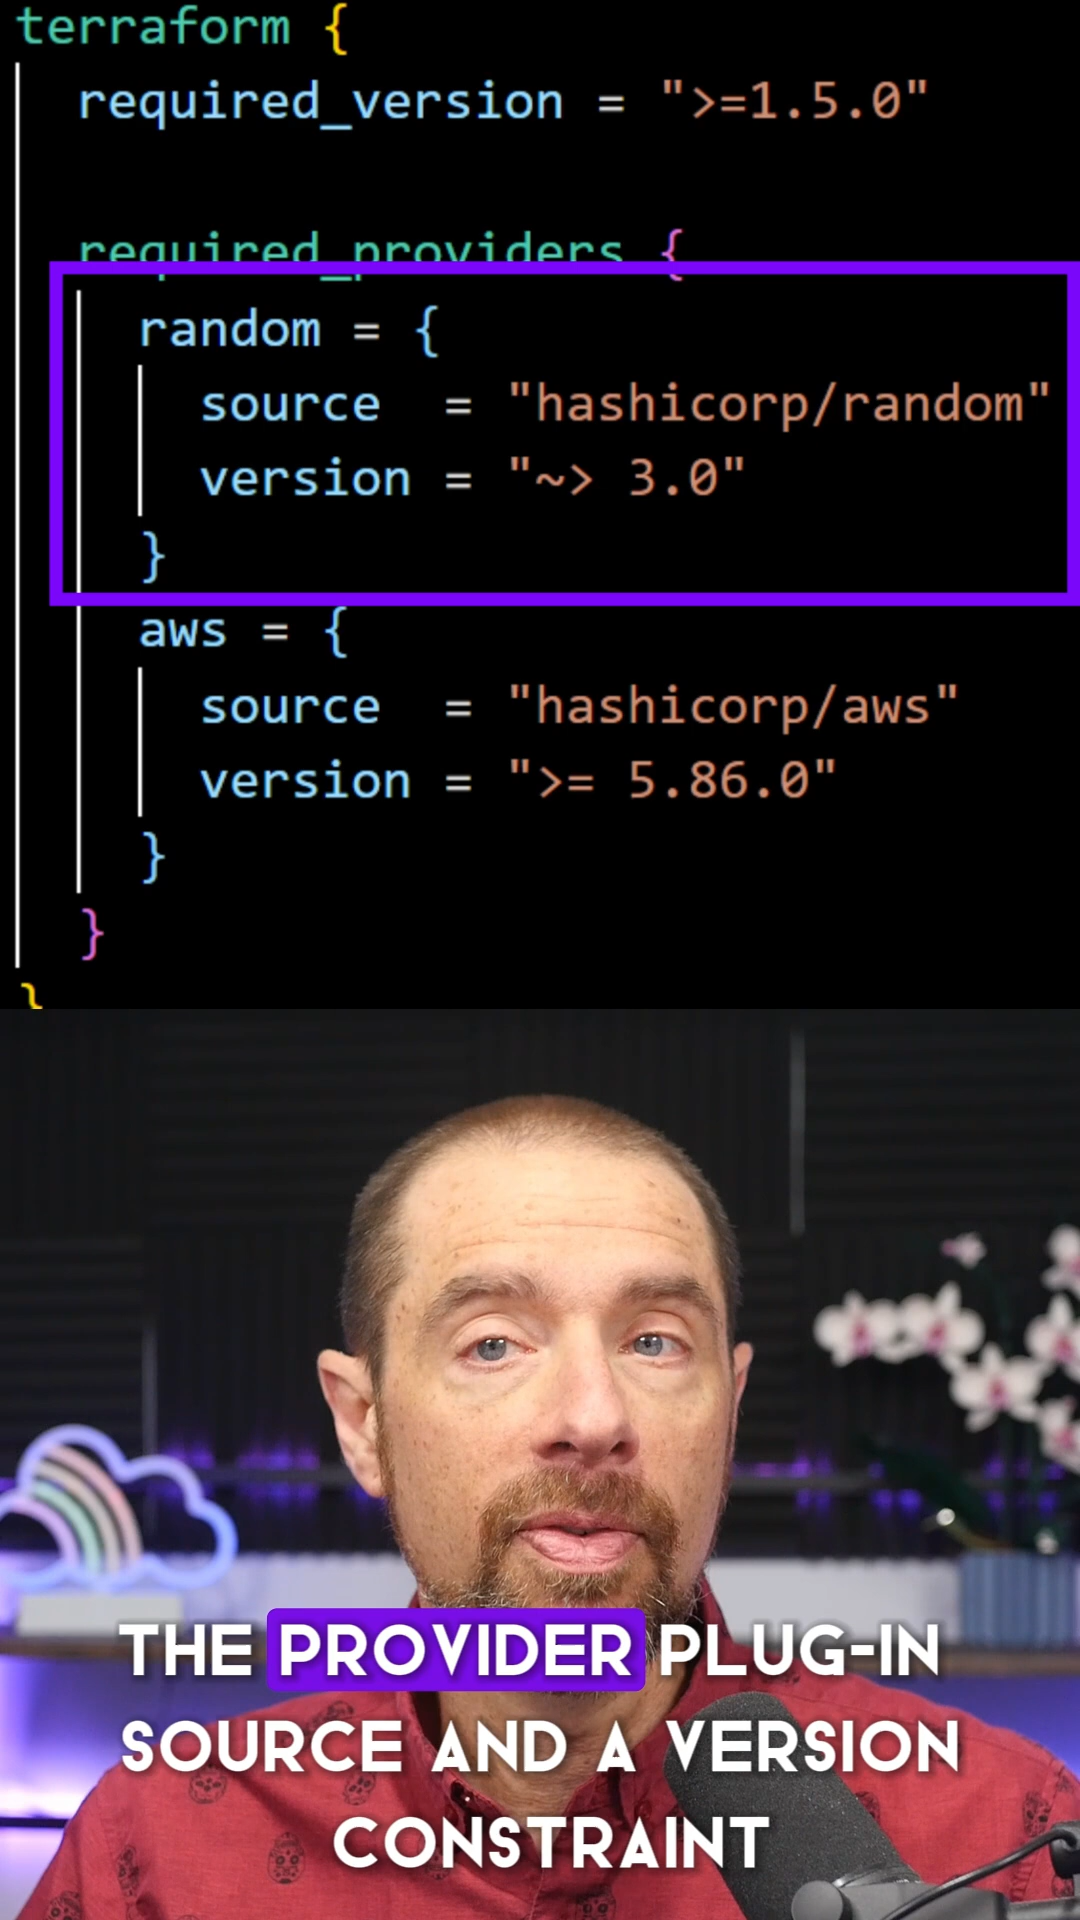 terraform {
required_version = ">=1.5.0"
required_providers {
random = {
source = "hashicorp/random"
version = "~> 3.0"
}
aws = {
source = "hashicorp/aws"
version = ">= 5.86.0"
}
}
}
THE PROVIDER PLUG-IN
SOURCE AND A VERSION
CONSTRAINT